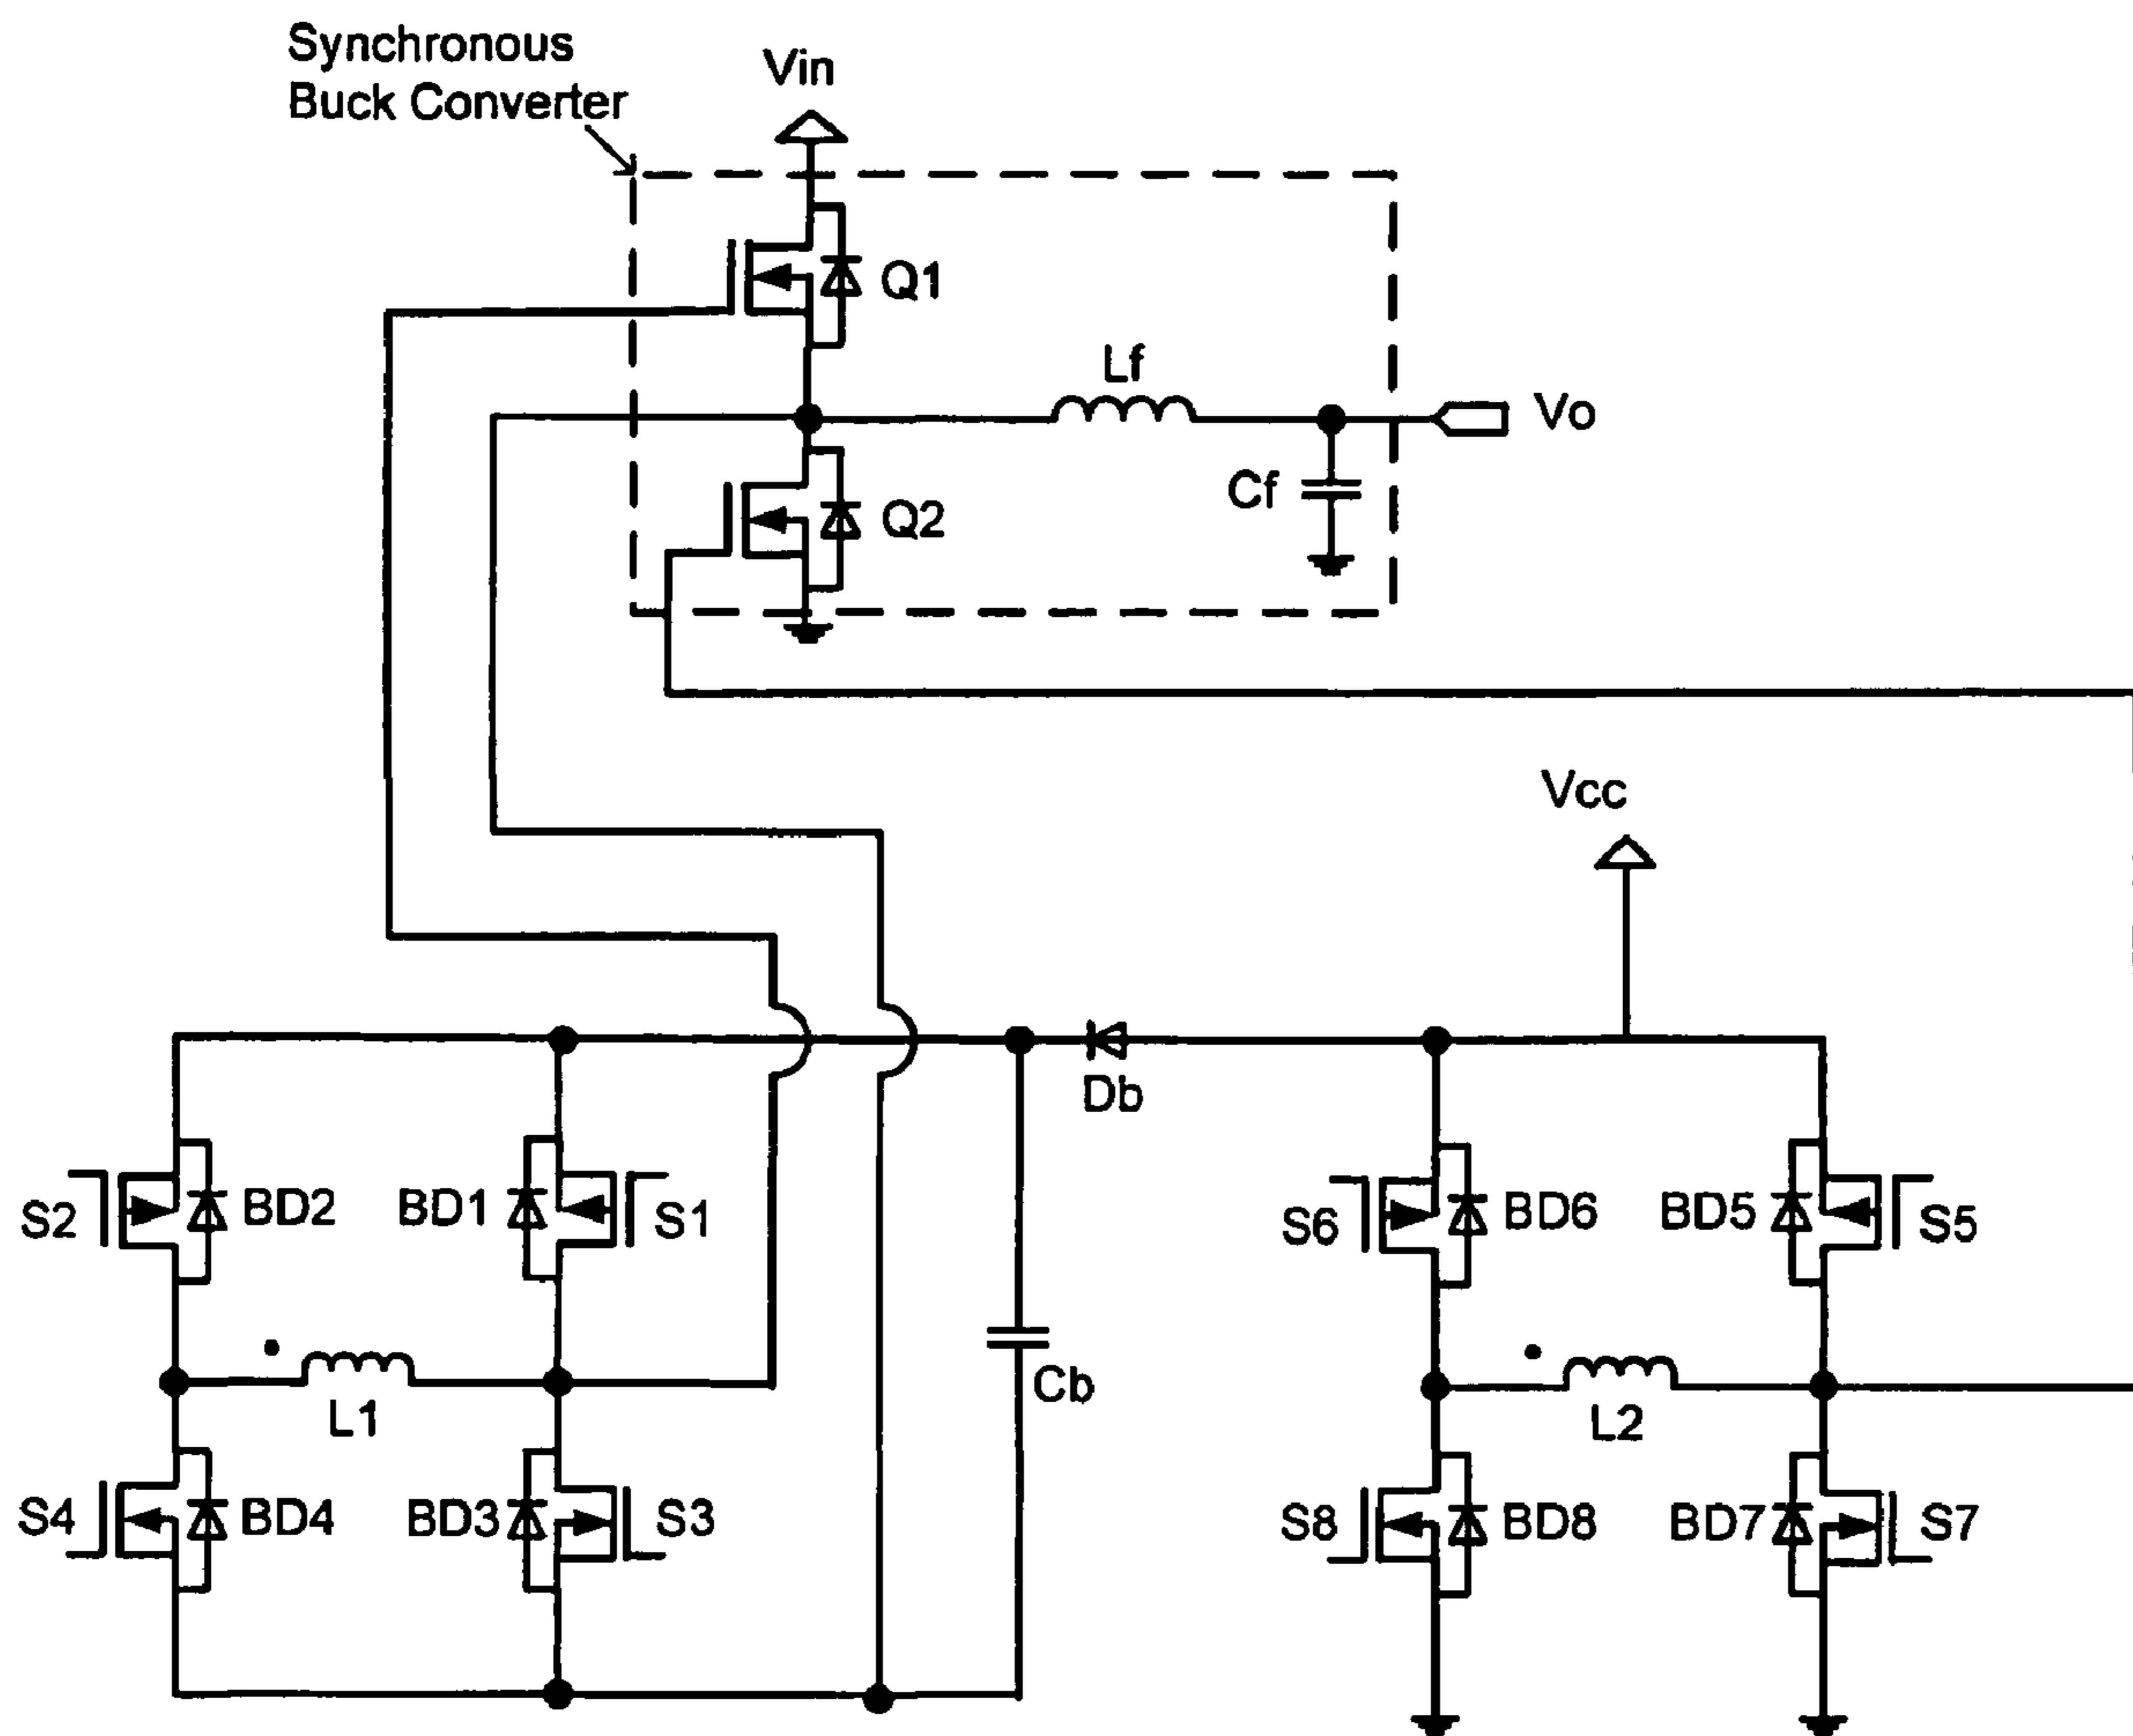 Synchronous
Buck Converter
Vin
Q1
Lf
Vo
Cf
Q2
Vcc
Db
S2
BD2
BD1
S1
S6
BD6
BD5
S5
L1
Cb
L2
S4
BD4
BD3
S3
S8
BD8
BD7
S7